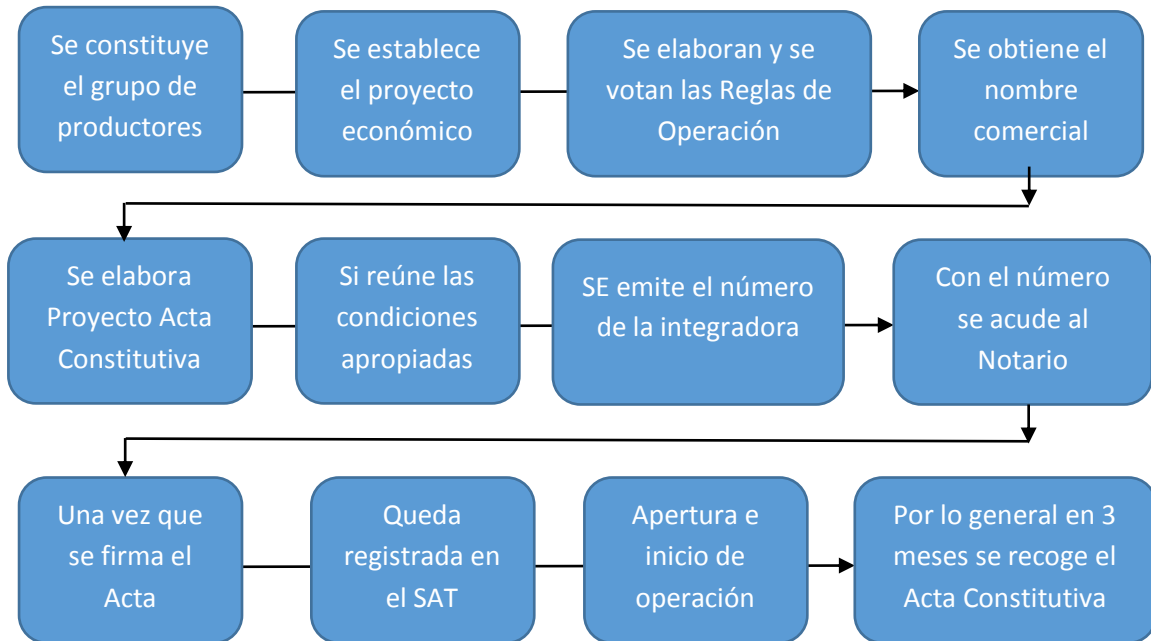 Se constituye
el grupo de
productores
Se establece
el proyecto
económico
Se elaboran y se
votan las Reglas de
Operación
Se obtiene el
nombre
comercial
Se elabora
Proyecto Acta
Constitutiva
Si reúne las
condiciones
apropiadas
SE emite el número
de la integradora
Con el número
se acude al
Notario
Una vez que
se firma el
Acta
Queda
registrada en
el SAT
Apertura e
inicio de
operación
Por lo general en 3
meses se recoge el
Acta Constitutiva